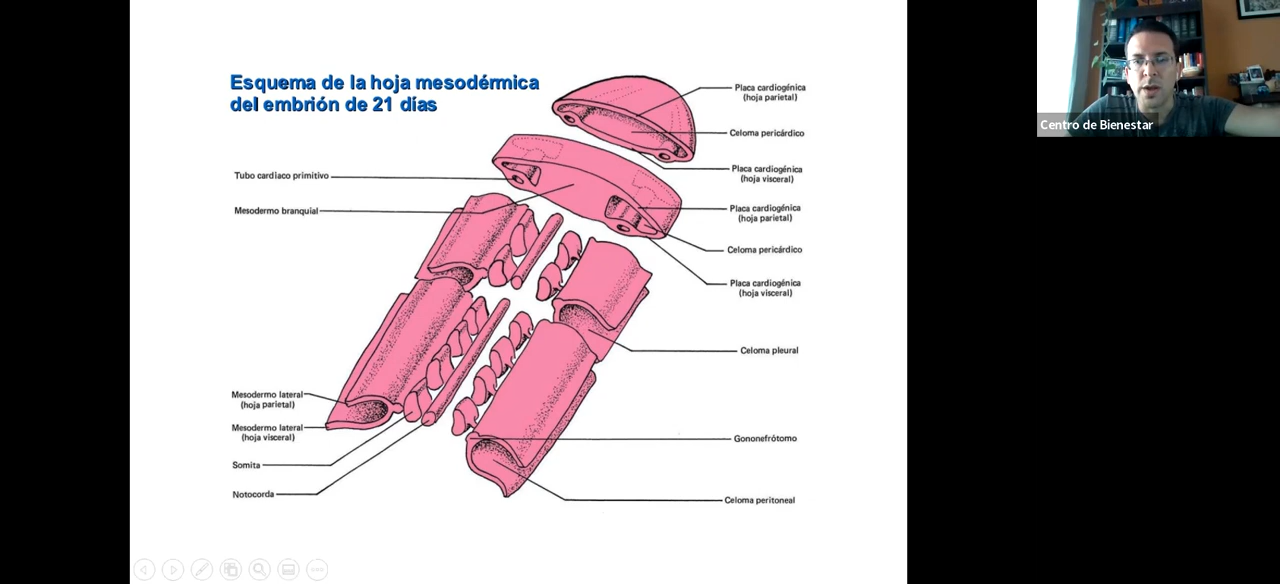 Esquema de la hoja mesodérmica
del embrión de 21 días
Placa cardiogénica
(hoja parietal)
Celoma pericárdico
Placa cardiogénica
(hoja visceral)
Tubo cardiaco primitivo
Mesodermo branquial
Placa cardiogénica
(hoja parietal)
Celoma pericárdico
Placa cardiogénica
(hoja visceral)
Celoma pleural
Mesodermo lateral
(hoja parietal)
Mesodermo lateral
(hoja visceral)
Gononefrótomo
Somita
Notocorda
Celoma peritoneal
Centro de Bienestar